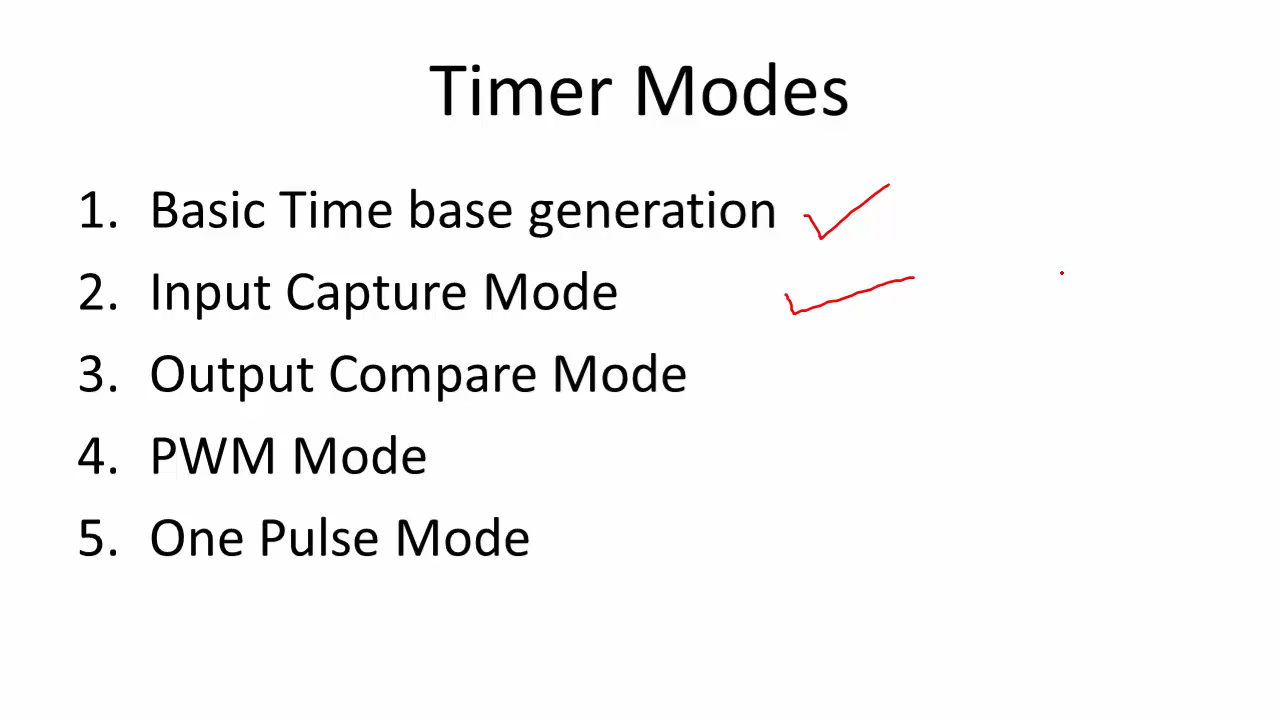 Timer Modes
1. Basic Time base generation
2. Input Capture Mode
3. Output Compare Mode
4. PWM Mode
5. One Pulse Mode